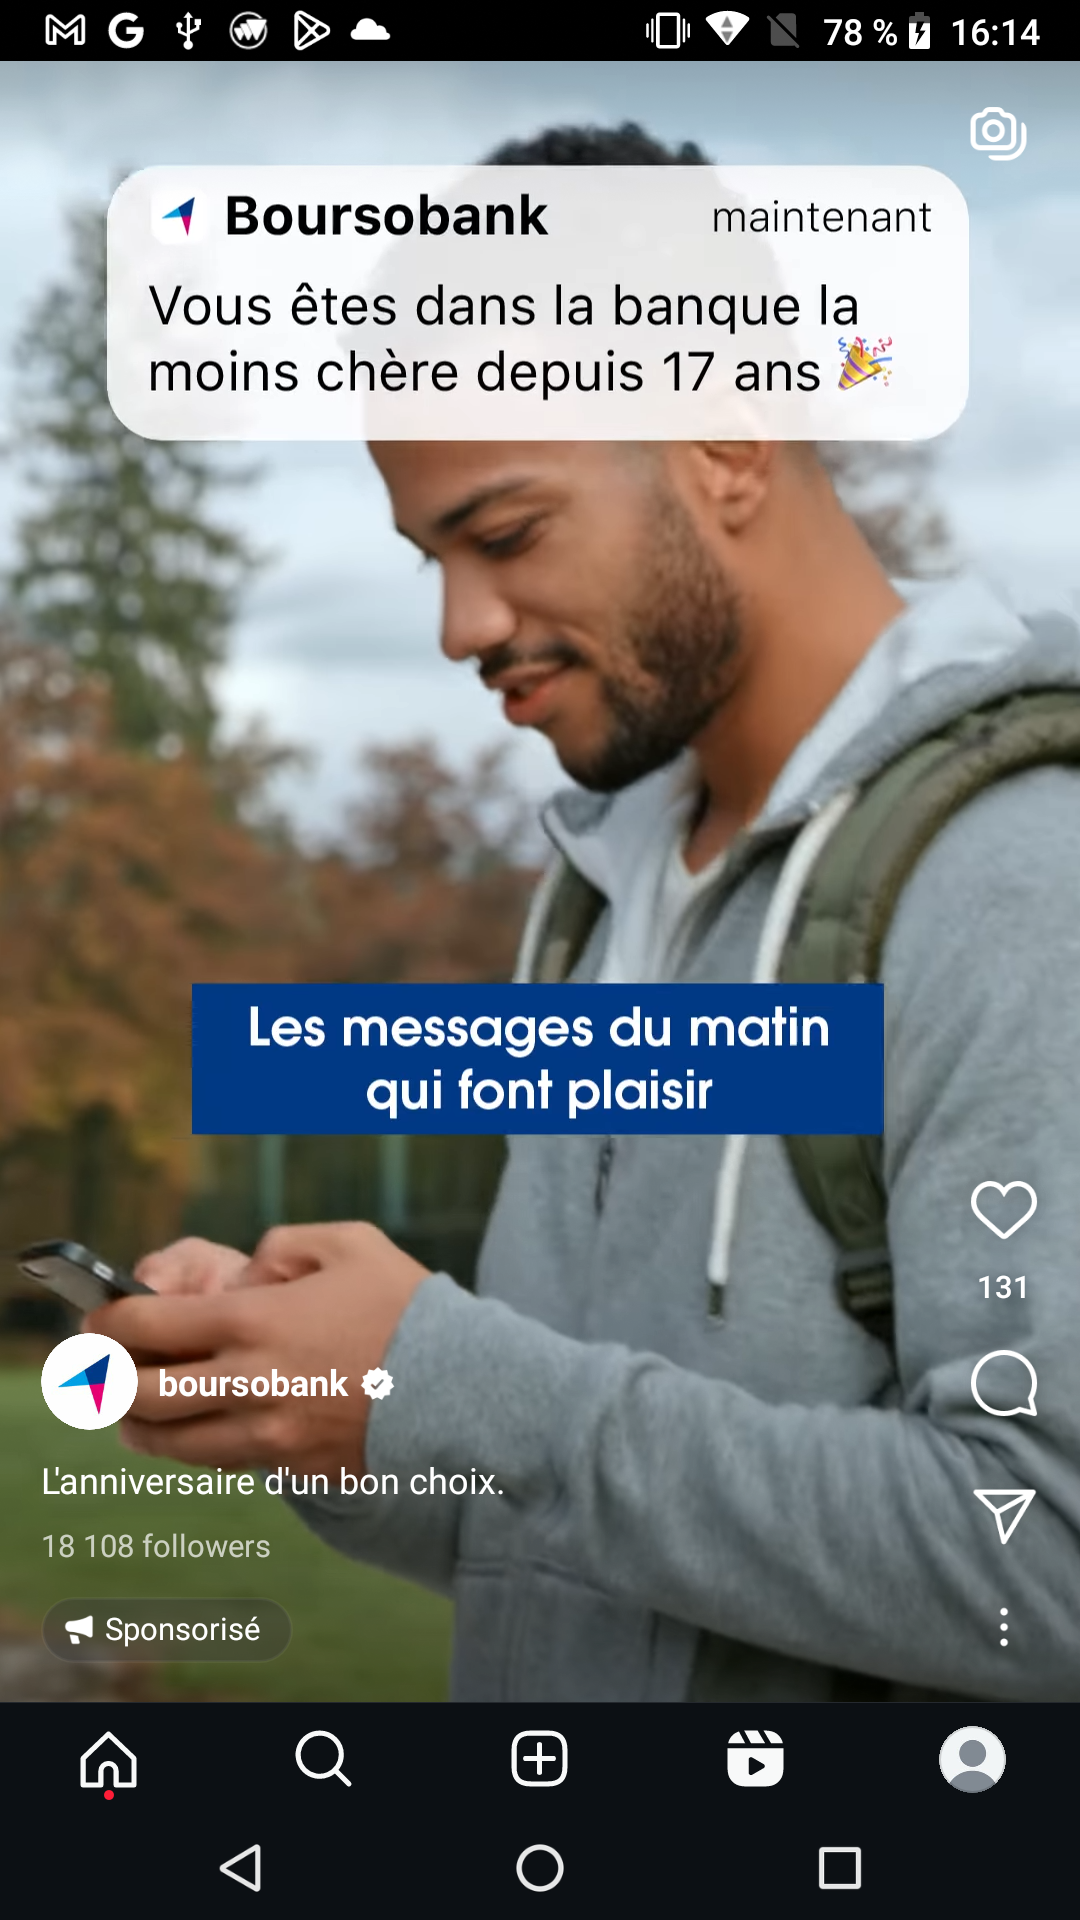 78 % 16:14
Boursobank maintenant
Vous êtes dans la banque la
moins chère depuis 17 ans
Les messages du matin
qui font plaisir
131
boursobank
L'anniversaire d'un bon choix.
18 108 followers
Sponsorisé